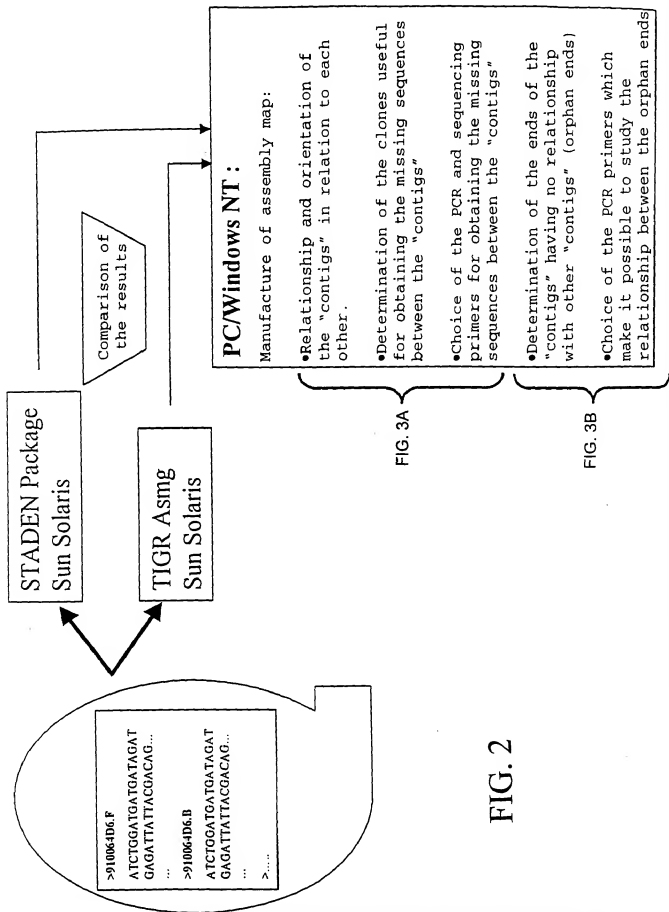 >910064D6.F
ATCTGGATGATGATAGAT
GAGATTATTACGACAG...
...
>910064D6.B
ATCTGGATGATGATAGAT
GAGATTATTACGACAG...
...
>.....
STADEN Package
Sun Solaris
TIGR Asmg
Sun Solaris
Comparison of
the results
PC/Windows NT :
Manufacture of assembly map:
•Relationship and orientation of
the "contigs" in relation to each
other.
•Determination of the clones useful
for obtaining the missing sequences
between the "contigs"
•Choice of the PCR and sequencing
primers for obtaining the missing
sequences between the "contigs"
•Determination of the ends of the
"contigs" having no relationship
with other "contigs" (orphan ends)
•Choice of the PCR primers which
make it possible to study the
relationship between the orphan ends
FIG. 3A
FIG. 3B
FIG. 2